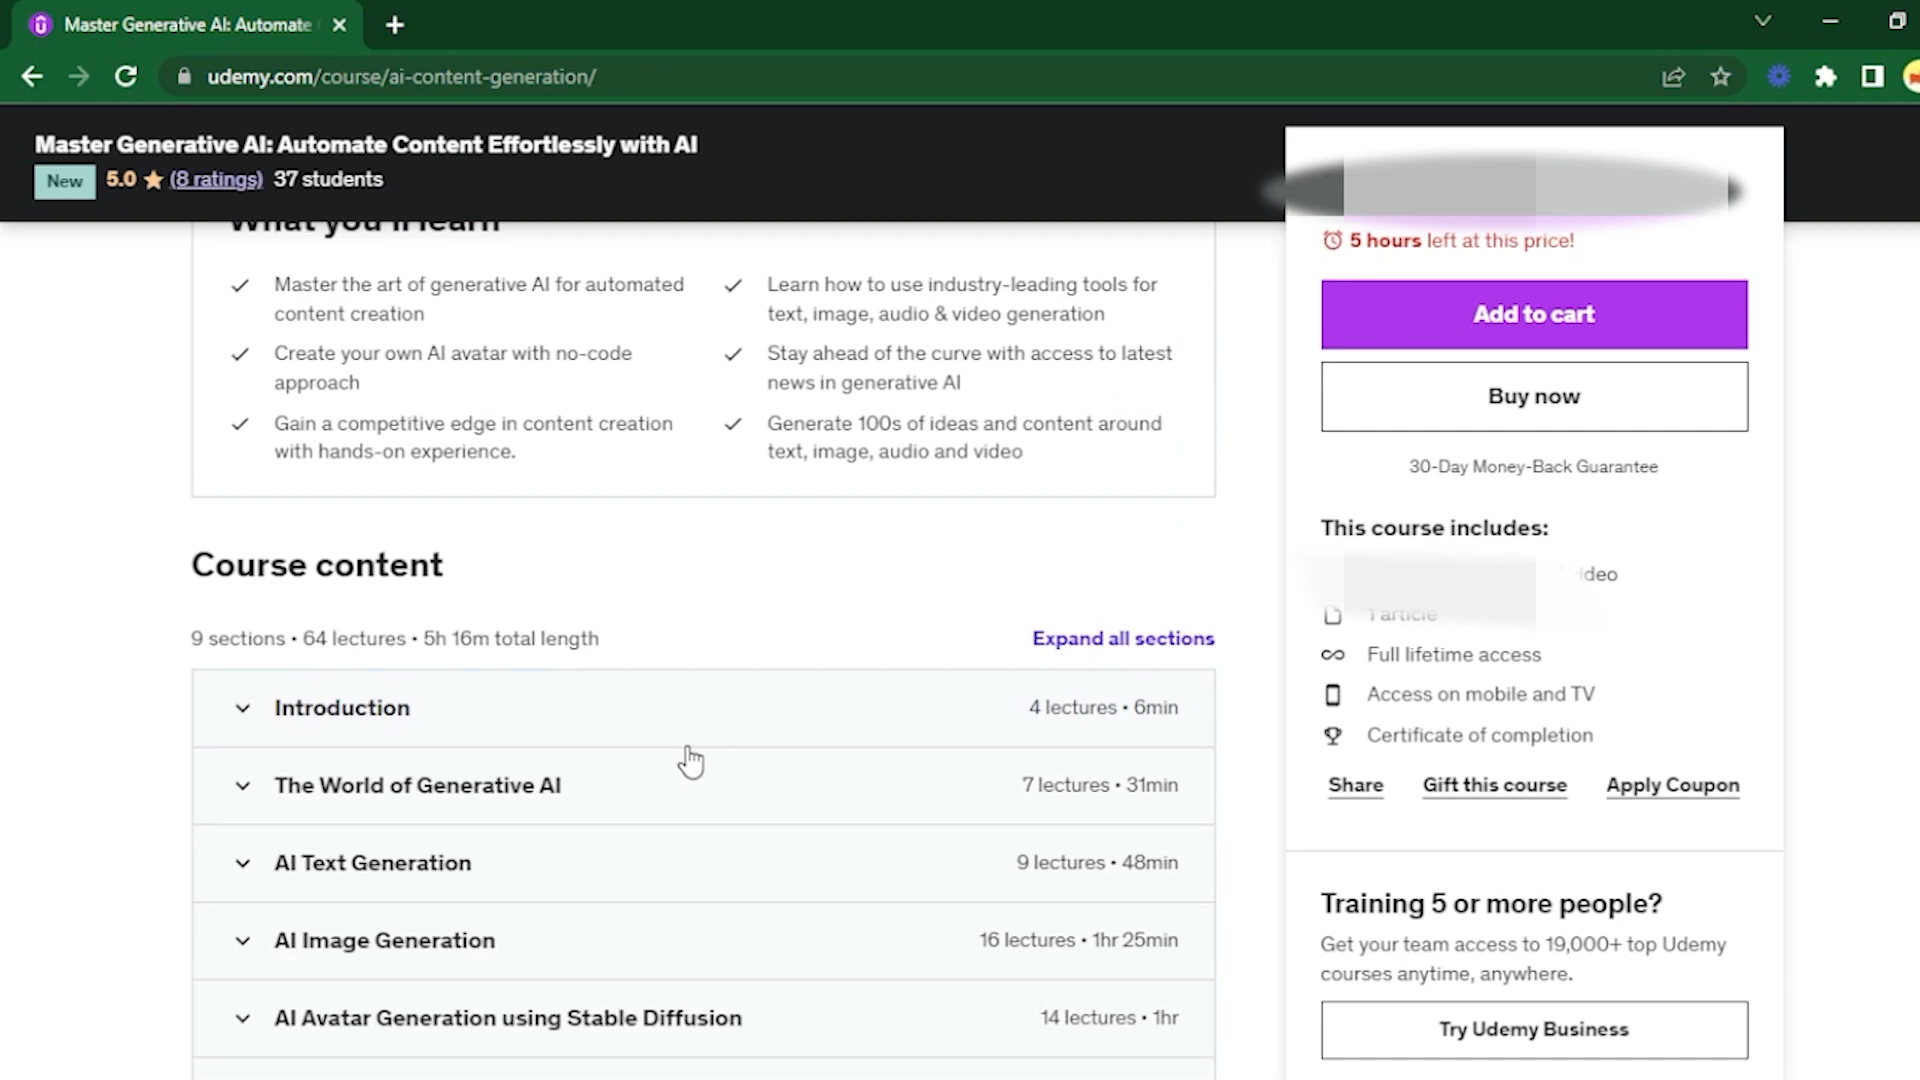 Master Generative AI: Automate
udemy.com/course/ai-content-generation/
Master Generative AI: Automate Content Effortlessly with AI
New 5.0 (8 ratings) 37 students
What you'll learn
Master the art of generative AI for automated
content creation
Create your own AI avatar with no-code
approach
Gain a competitive edge in content creation
with hands-on experience.
Learn how to use industry-leading tools for
text, image, audio & video generation
Stay ahead of the curve with access to latest
news in generative AI
Generate 100s of ideas and content around
text, image, audio and video
Course content
9 sections • 64 lectures • 5h 16m total length
Expand all sections
Introduction 4 lectures • 6min
The World of Generative AI 7 lectures • 31min
AI Text Generation 9 lectures • 48min
AI Image Generation 16 lectures • 1hr 25min
AI Avatar Generation using Stable Diffusion 14 lectures • 1hr
5 hours left at this price!
Add to cart
Buy now
30-Day Money-Back Guarantee
This course includes:
1 article
Full lifetime access
Access on mobile and TV
Certificate of completion
Share Gift this course Apply Coupon
Training 5 or more people?
Get your team access to 19,000+ top Udemy
courses anytime, anywhere.
Try Udemy Business